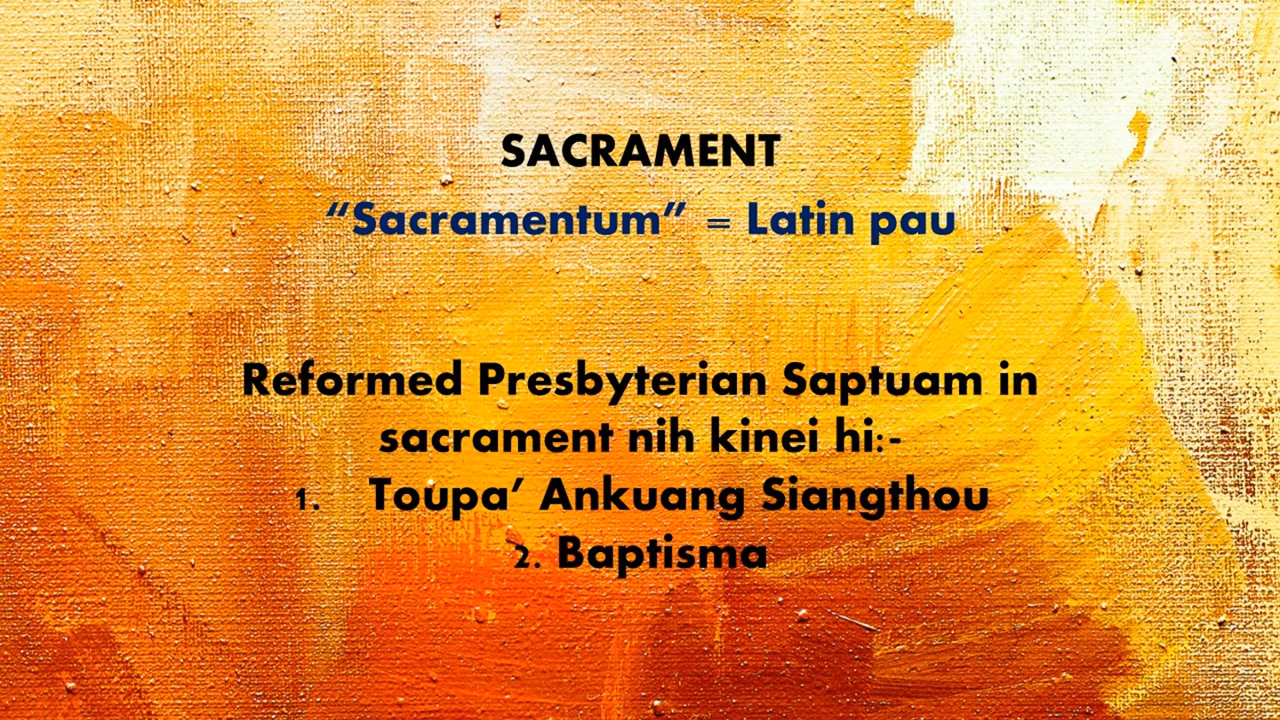 SACRAMENT
“Sacramentum” = Latin pau
Reformed Presbyterian Saptuam in
sacrament nih kinei hi:-
1. Toupa’ Ankuang Siangthou
2. Baptisma